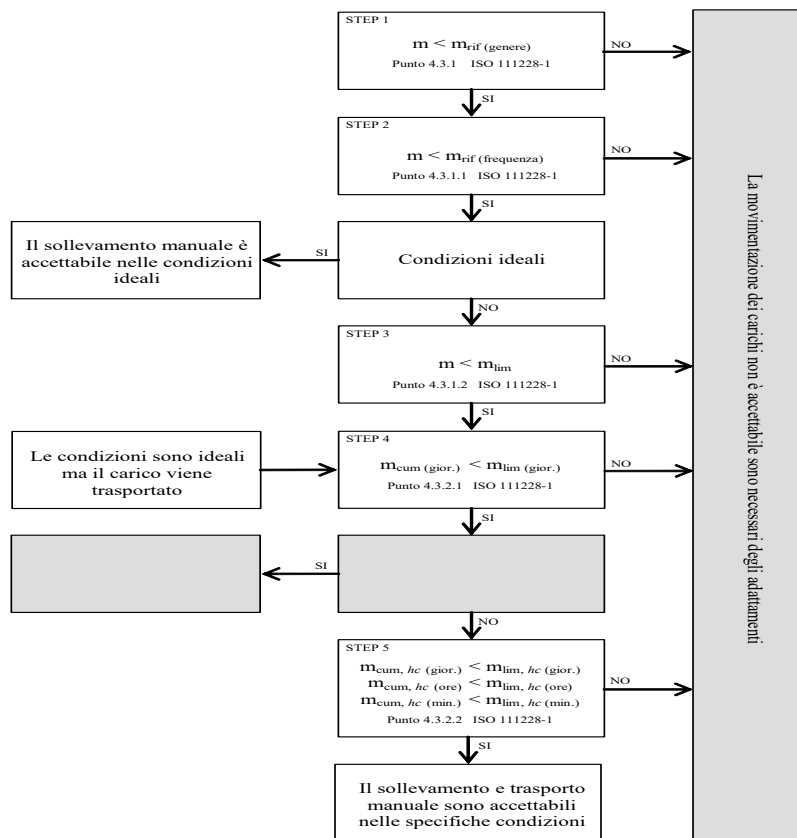 STEP 1
m < mrif (genere)
Punto 4.3.1 ISO 111228-1
NO
SI
STEP 2
m < mrif (frequenza)
Punto 4.3.1.1 ISO 111228-1
NO
SI
Il sollevamento manuale è
accettabile nelle condizioni
ideali
SI
Condizioni ideali
NO
STEP 3
m < mlim
Punto 4.3.1.2 ISO 111228-1
NO
SI
Le condizioni sono ideali
ma il carico viene
trasportato
STEP 4
mcum (gior.) < mlim (gior.)
Punto 4.3.2.1 ISO 111228-1
NO
SI
SI
NO
STEP 5
mcum, hc (gior.) < mlim, hc (gior.)
mcum, hc (ore) < mlim, hc (ore)
mcum, hc (min.) < mlim, hc (min.)
Punto 4.3.2.2 ISO 111228-1
NO
SI
Il sollevamento e trasporto
manuale sono accettabili
nelle specifiche condizioni
La movimentazione dei carichi non è accettabile sono necessari degli adattamenti